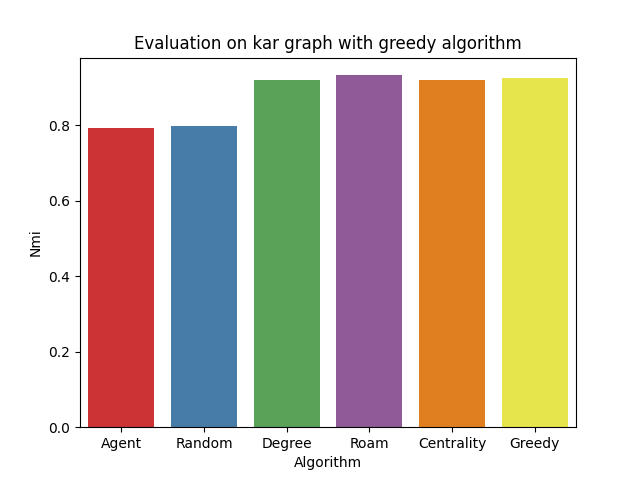 Evaluation on kar graph with greedy algorithm
Nmi
0.8
0.6
0.4
0.2
0.0
Agent Random Degree Roam Centrality Greedy
Algorithm